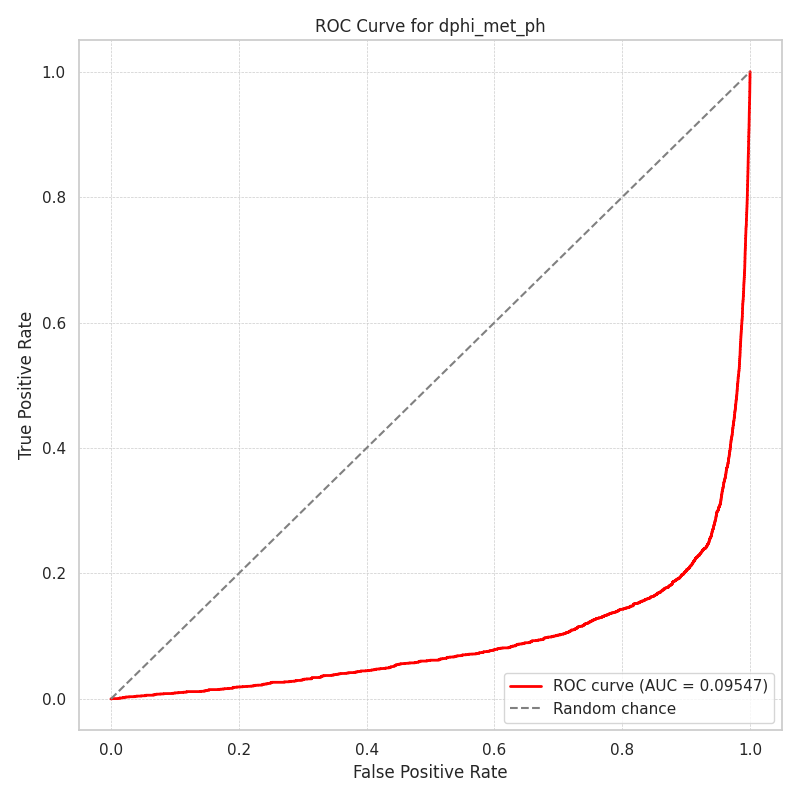 ROC Curve for dphi_met_ph
True Positive Rate
1.0
0.8
0.6
0.4
0.2
0.0
ROC curve (AUC = 0.09547)
Random chance
0.0 0.2 0.4 0.6 0.8 1.0
False Positive Rate